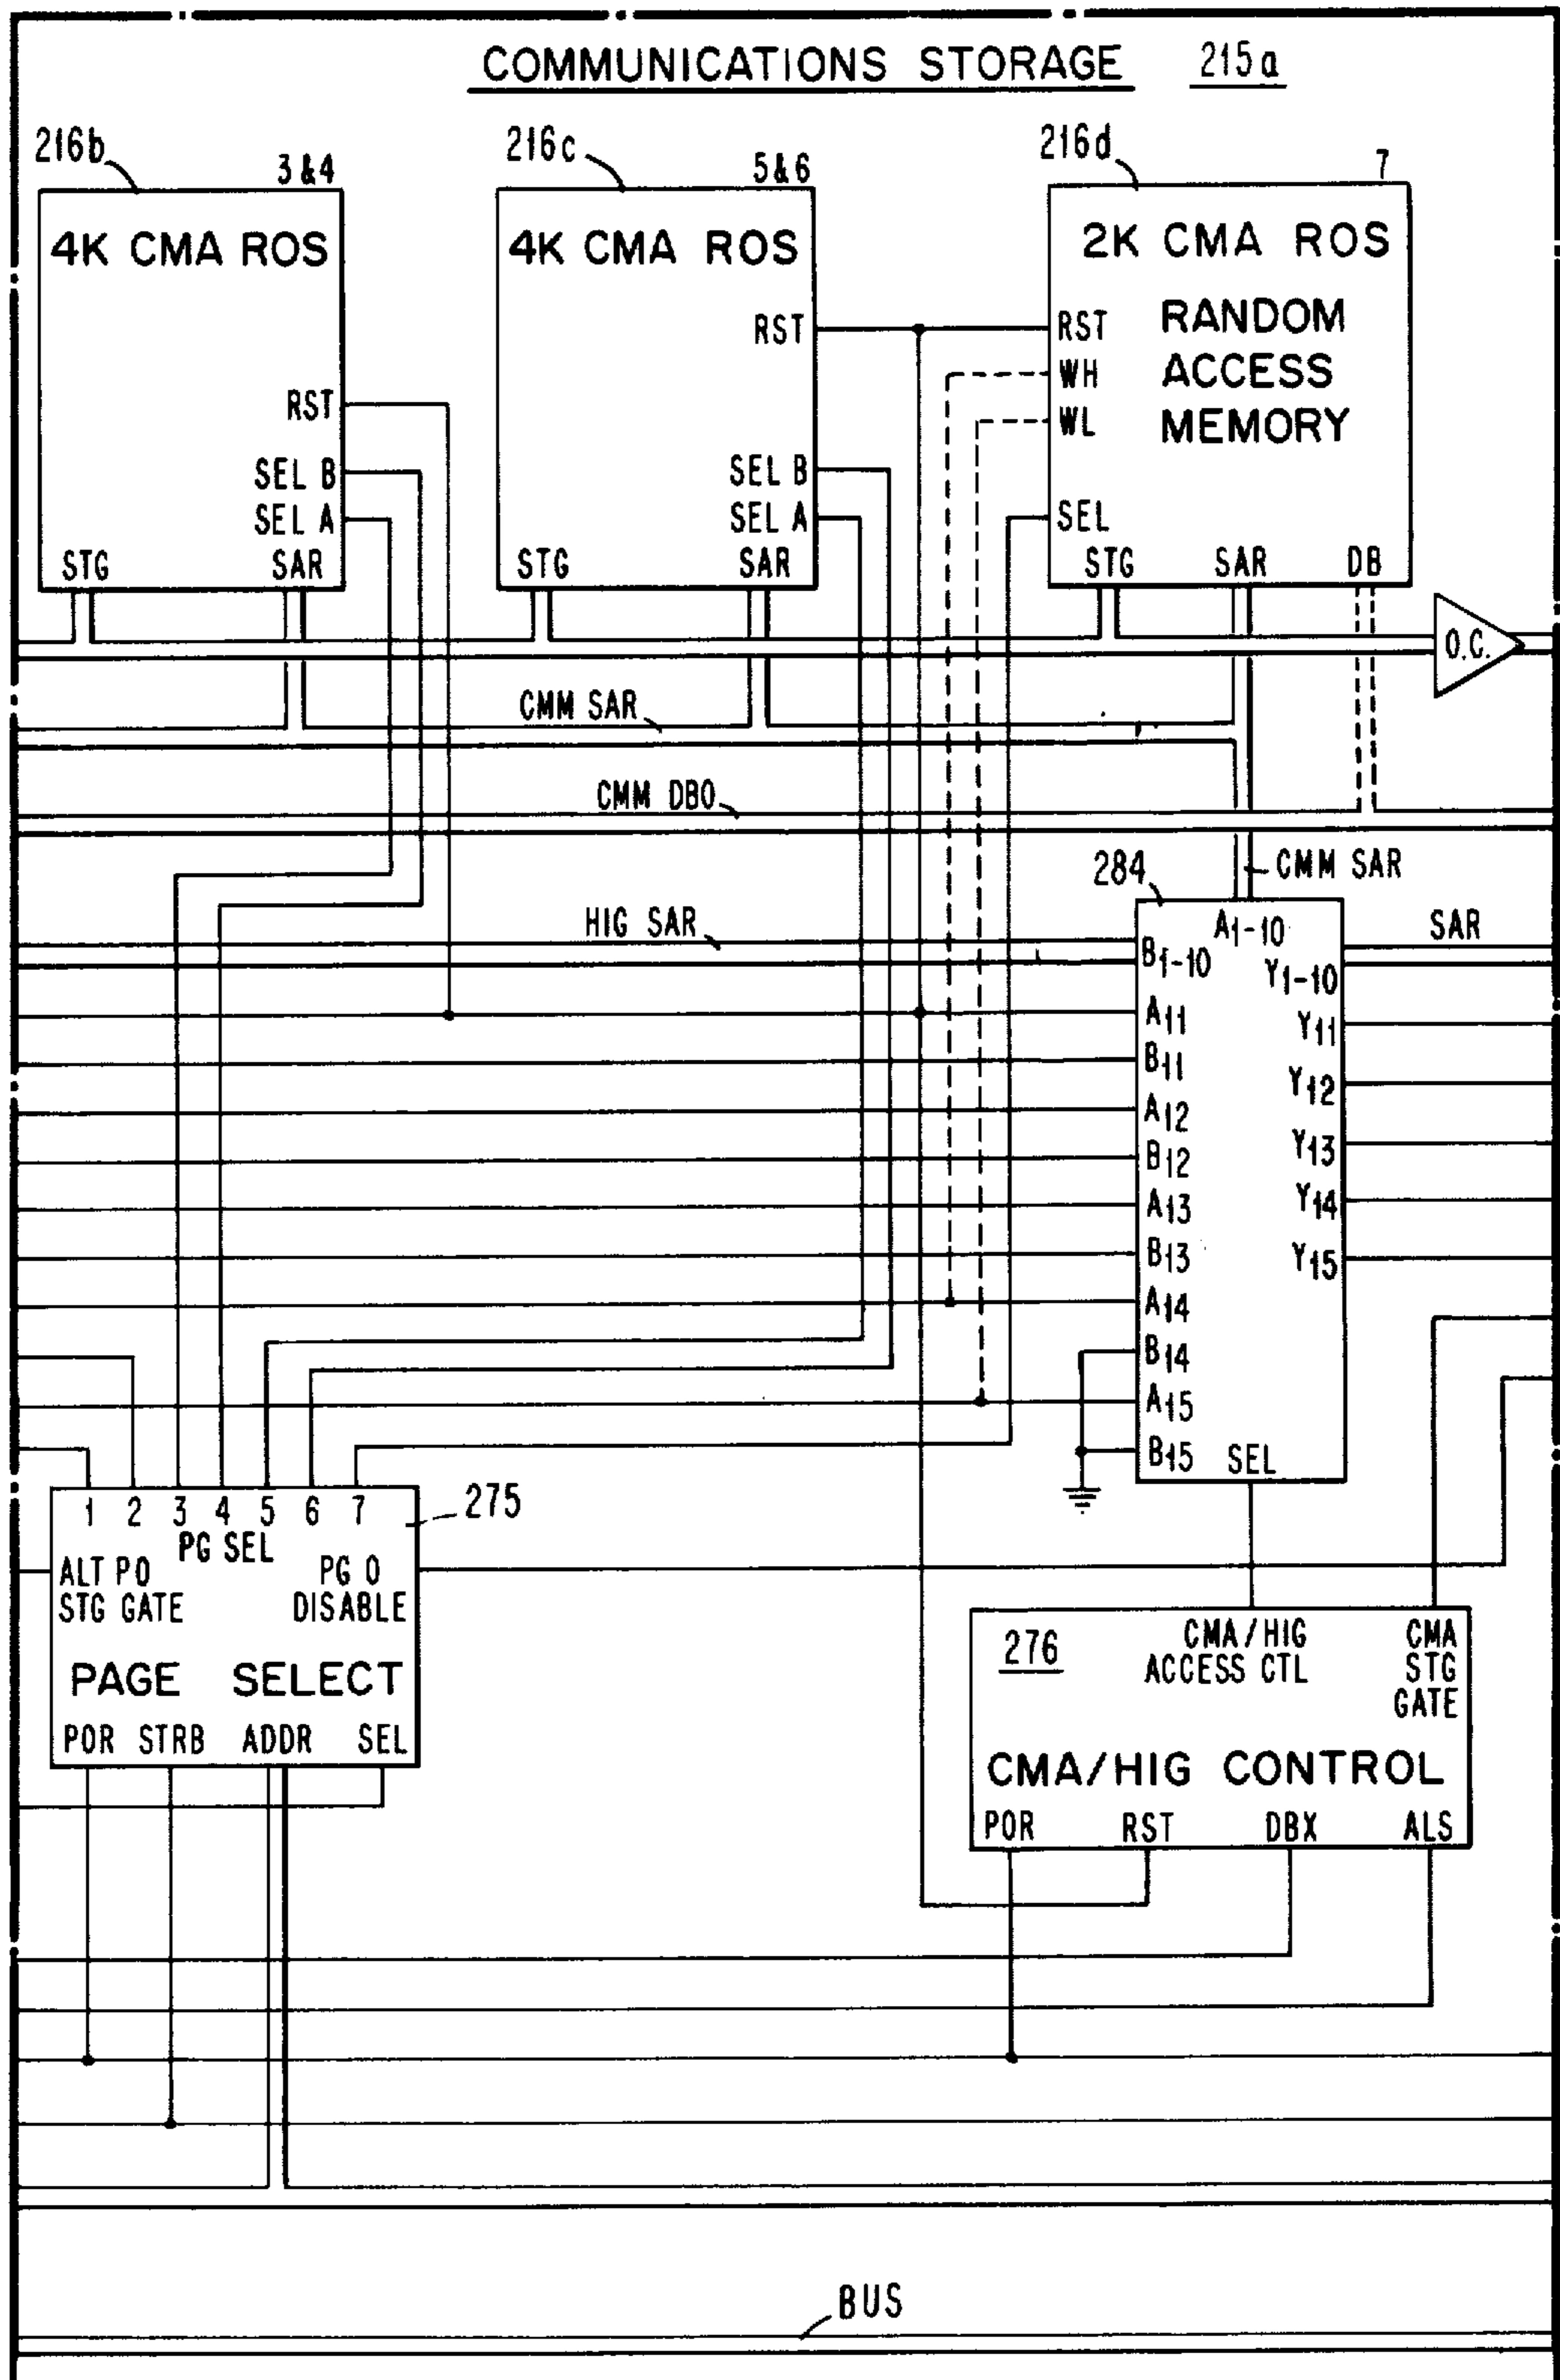 COMMUNICATIONS STORAGE 215a
216b
3&4
4K CMA ROS
RST
SEL B
SEL A
STG SAR
216c
5&6
4K CMA ROS
RST
SEL B
SEL A
STG SAR
216d
7
2K CMA ROS
RST RANDOM
WH ACCESS
WL MEMORY
SEL
STG SAR DB
O.C.
CMM SAR
CMM DBO
284
CMM SAR
HIG SAR
SAR
A1-10
B1-10
Y1-10
A11
Y11
B11
Y12
A12
B12
Y13
A13
Y14
B13
Y15
A14
B14
A15
B15 SEL
1 2 3 4 5 6 7
275
PG SEL
ALT PO
STG GATE
PG O
DISABLE
PAGE SELECT
POR STRB ADDR SEL
276
CMA/HIG
ACCESS CTL
CMA
STG
GATE
CMA/HIG CONTROL
POR RST DBX ALS
BUS